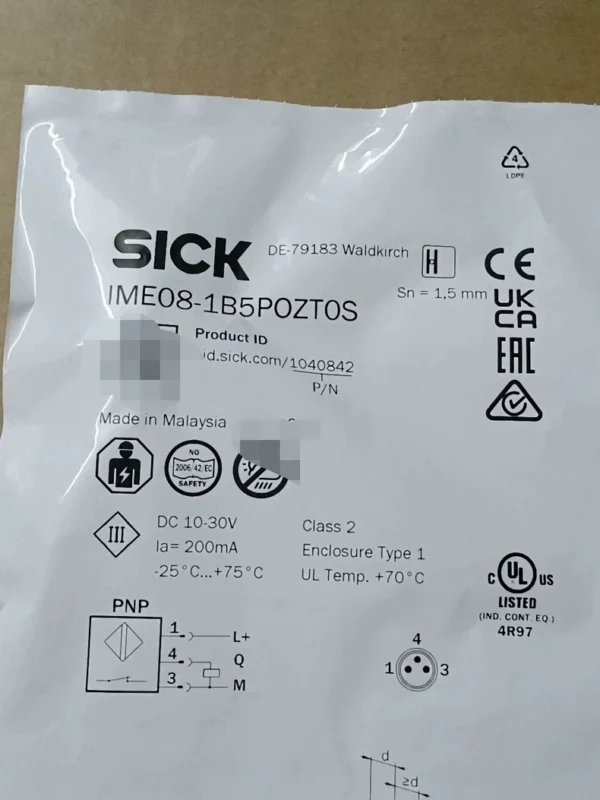 4
LDPE
SICK
DE-79183 Waldkirch
H
CE
IME08-1B5POZT0S
Sn = 1,5 mm
UK
CA
Product ID
id.sick.com/1040842
P/N
EAC
Made in Malaysia
NO
2006/42/EC
SAFETY
III
DC 10-30V
Ia= 200mA
-25°C...+75°C
Class 2
Enclosure Type 1
UL Temp. +70°C
C UL US
LISTED
(IND. CONT. EQ.)
4R97
PNP
1 L+
4 Q
3 M
4
1 3
d
≥d